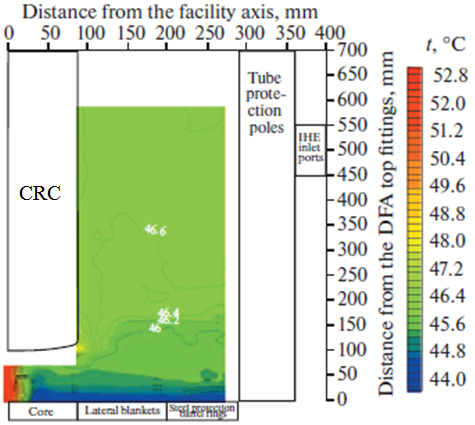 Distance from the facility axis, mm
0 50 100 150 200 250 300 350 400
700
650
600
550
500
450
400
350
300
250
200
150
100
50
0
Distance from the DFA top fittings, mm
t, °C
52.8
52.0
51.2
50.4
49.6
48.8
48.0
47.2
46.4
45.6
44.8
44.0
Tube
prote-
ction
poles
IHE
inlet
ports
CRC
46.6
46.4
46.2
46
Core
Lateral blankets
Steel protection
barrel rings